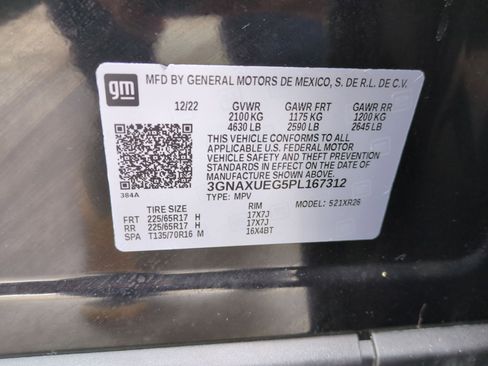 gm
MFD BY GENERAL MOTORS DE MEXICO, S. DE R.L. DE C.V.
12/22 GVWR GAWR FRT GAWR RR
2100 KG 1175 KG 1200 KG
4630 LB 2590 LB 2645 LB
THIS VEHICLE CONFORMS TO ALL
APPLICABLE U.S. FEDERAL MOTOR
VEHICLE SAFETY AND THEFT PREVENTION
STANDARDS IN EFFECT ON THE DATE OF
MANUFACTURE SHOWN ABOVE.
3GNAXUEG5PL167312
384A
TYPE: MPV MODEL: 521XR26
TIRE SIZE RIM
FRT 225/65R17 H 17X7J
RR 225/65R17 H 17X7J
SPA T135/70R16 M 16X4BT